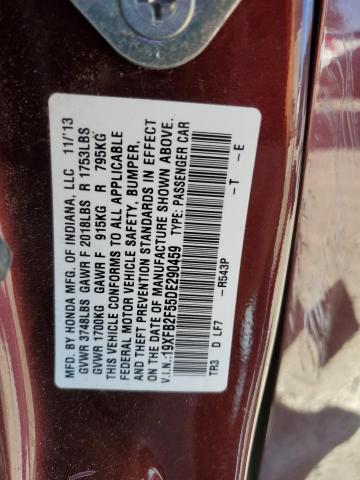 MFD. BY HONDA MFG. OF INDIANA, LLC 11/'13
GVWR 3748LBS GAWR F 2018LBS R 1753LBS
GVWR 1700KG GAWR F 915KG R 795KG
THIS VEHICLE CONFORMS TO ALL APPLICABLE
FEDERAL MOTOR VEHICLE SAFETY, BUMPER,
AND THEFT PREVENTION STANDARDS IN EFFECT
ON THE DATE OF MANUFACTURE SHOWN ABOVE.
V.I.N.:19XFB2F55DE290459 TYPE: PASSENGER CAR
TR3 D LF7 -R543P -T -E